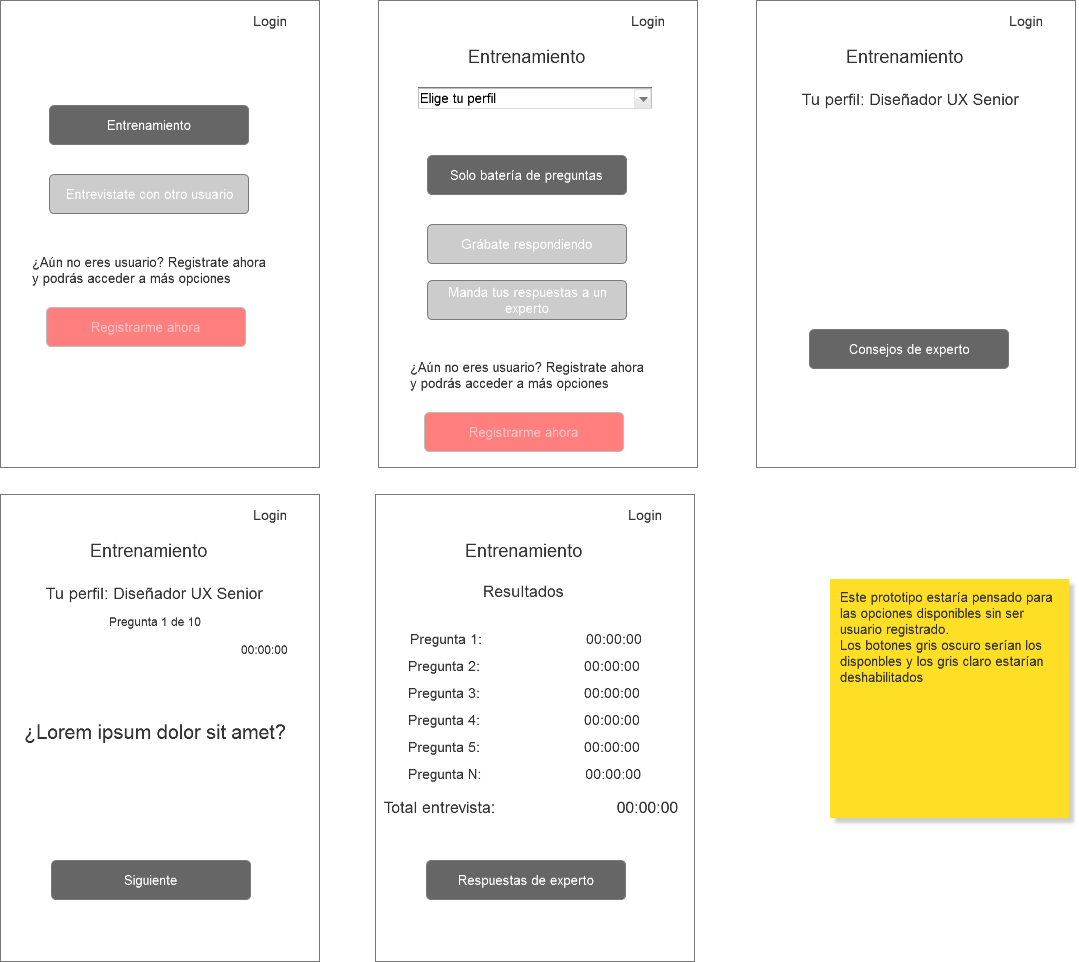 Login
Entrenamiento
Entrevistate con otro usuario
¿Aún no eres usuario? Registrate ahora
y podrás acceder a más opciones
Registrarme ahora
Login
Entrenamiento
Elige tu perfil
Solo batería de preguntas
Grábate respondiendo
Manda tus respuestas a un
experto
¿Aún no eres usuario? Registrate ahora
y podrás acceder a más opciones
Registrarme ahora
Login
Entrenamiento
Tu perfil: Diseñador UX Senior
Consejos de experto
Login
Entrenamiento
Tu perfil: Diseñador UX Senior
Pregunta 1 de 10
00:00:00
¿Lorem ipsum dolor sit amet?
Siguiente
Login
Entrenamiento
Resultados
Pregunta 1: 00:00:00
Pregunta 2: 00:00:00
Pregunta 3: 00:00:00
Pregunta 4: 00:00:00
Pregunta 5: 00:00:00
Pregunta N: 00:00:00
Total entrevista: 00:00:00
Respuestas de experto
Este prototipo estaría pensado para
las opciones disponibles sin ser
usuario registrado.
Los botones gris oscuro serían los
disponbles y los gris claro estarían
deshabilitados